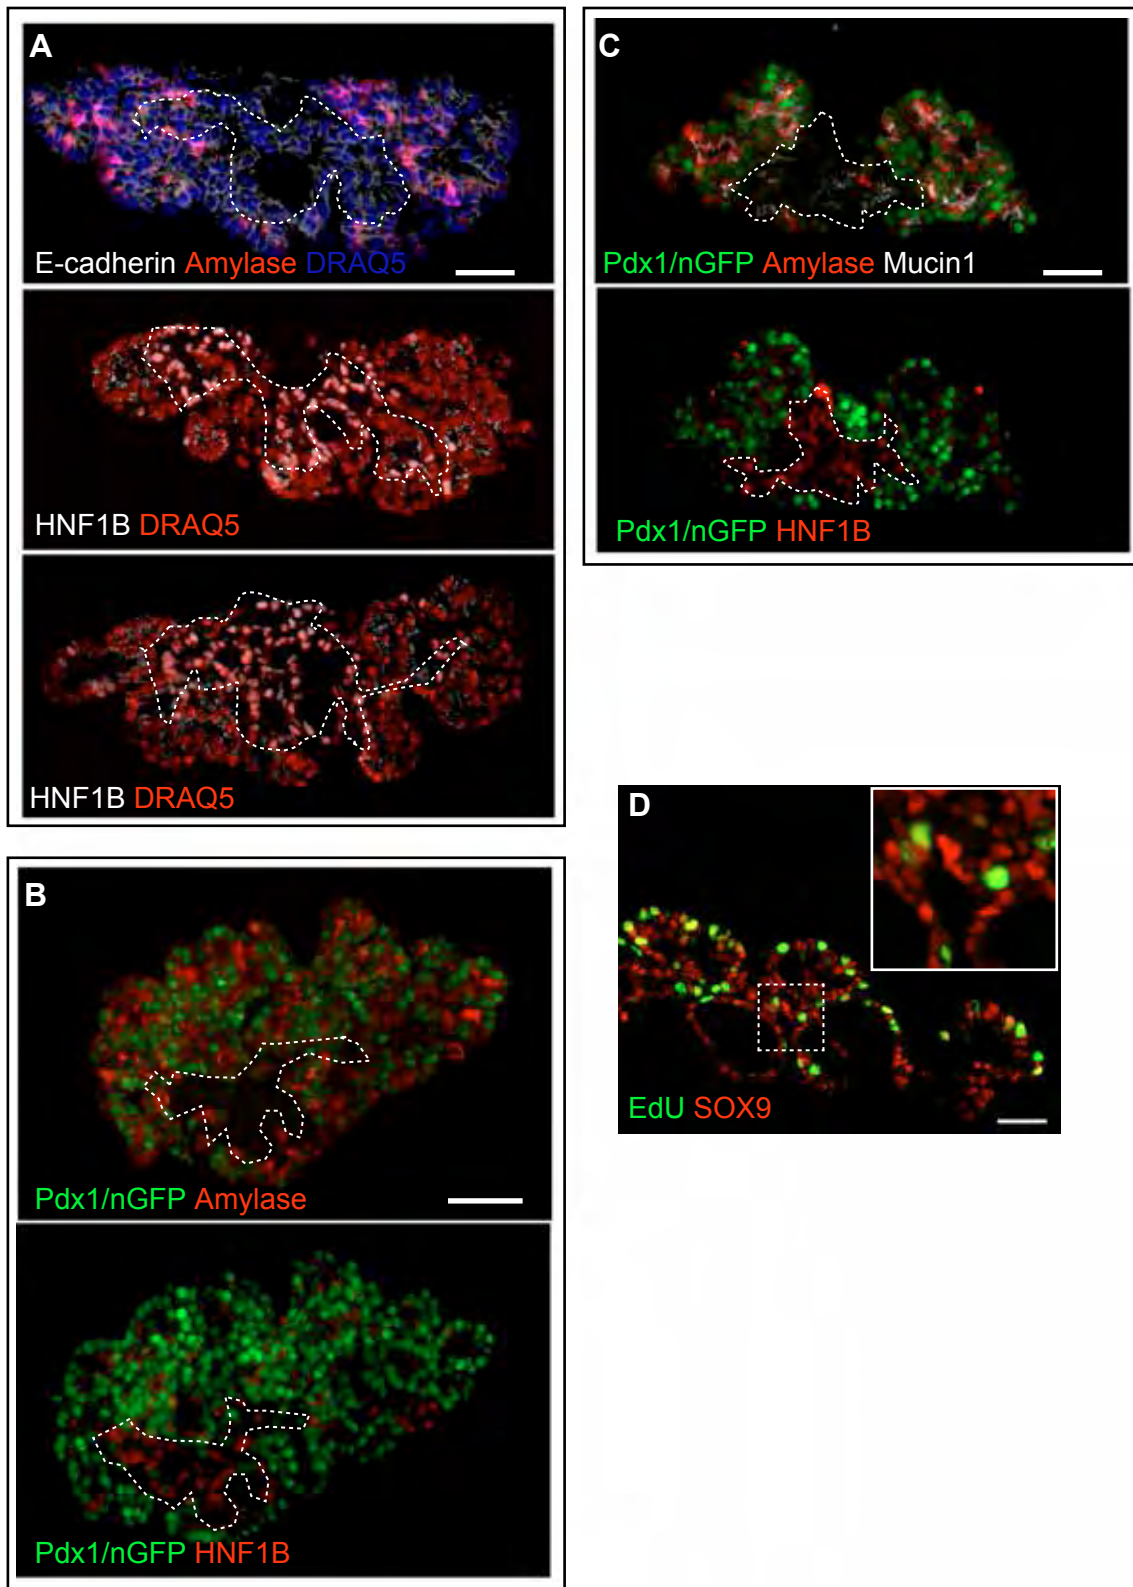 A
E-cadherin Amylase DRAQ5
HNF1B DRAQ5
HNF1B DRAQ5
B
Pdx1/nGFP Amylase
Pdx1/nGFP HNF1B
C
Pdx1/nGFP Amylase Mucin1
Pdx1/nGFP HNF1B
D
EdU SOX9